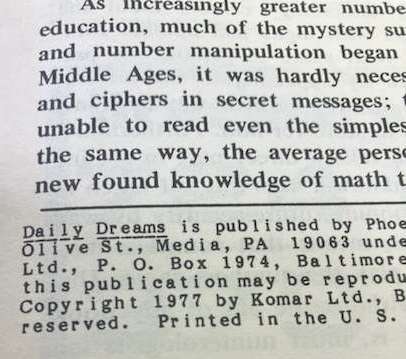 As increasingly greater numbe
education, much of the mystery su
and number manipulation began
Middle Ages, it was hardly neces
and ciphers in secret messages;
unable to read even the simples
the same way, the average perso
new found knowledge of math t
Daily Dreams is published by Phoe
Olive St., Media, PA 19063 unde
Ltd., P. O. Box 1974, Baltimore
this publication may be reprodu
Copyright 1977 by Komar Ltd., B
reserved. Printed in the U. S.